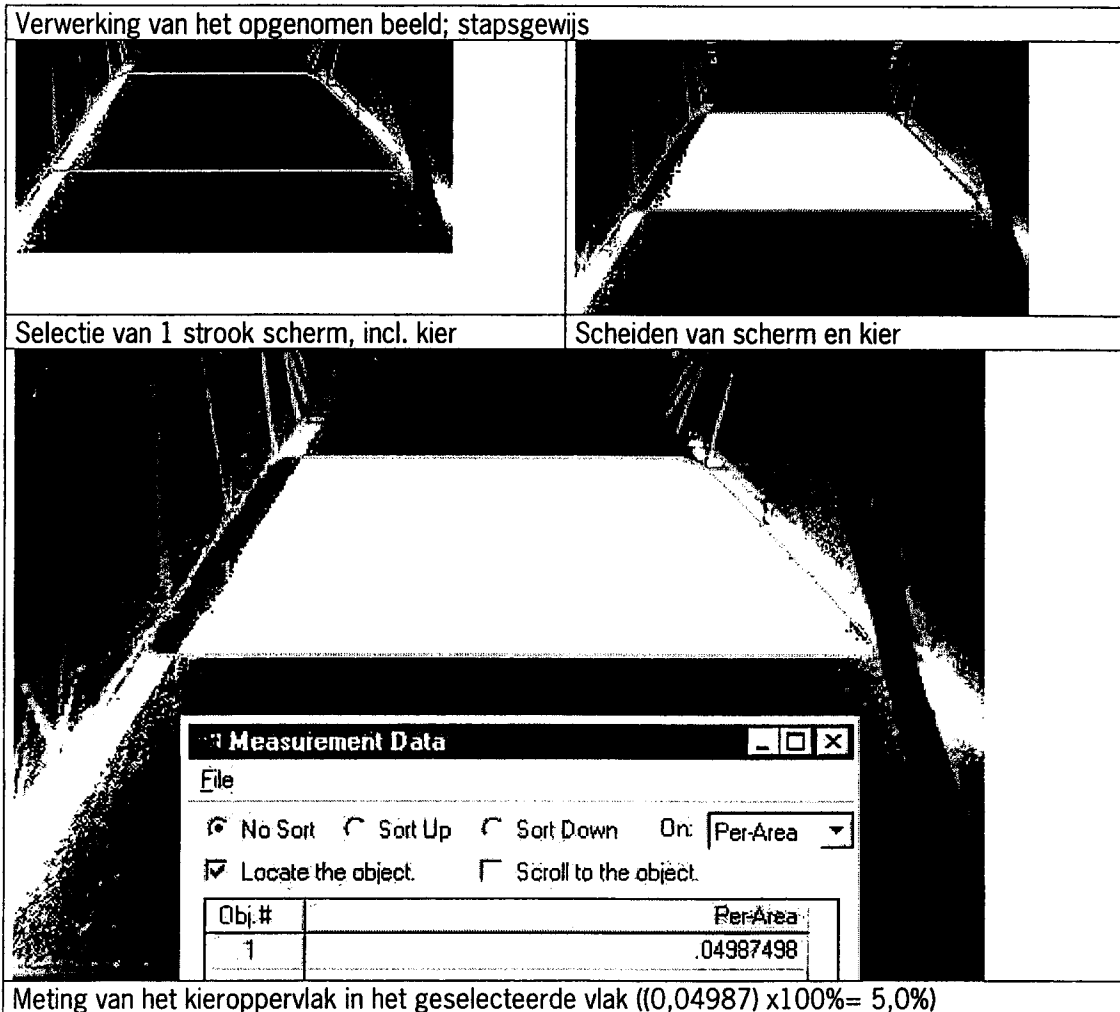 Verwerking van het opgenomen beeld; stapsgewijs
Selectie van 1 strook scherm, incl. kier
Scheiden van scherm en kier
Measurement Data
File
No Sort Sort Up Sort Down On: Per-Area
Locate the object. Scroll to the object.
Obj.# Per-Area
1 .04987498
Meting van het kieroppervlak in het geselecteerde vlak ((0,04987) x100%= 5,0%)